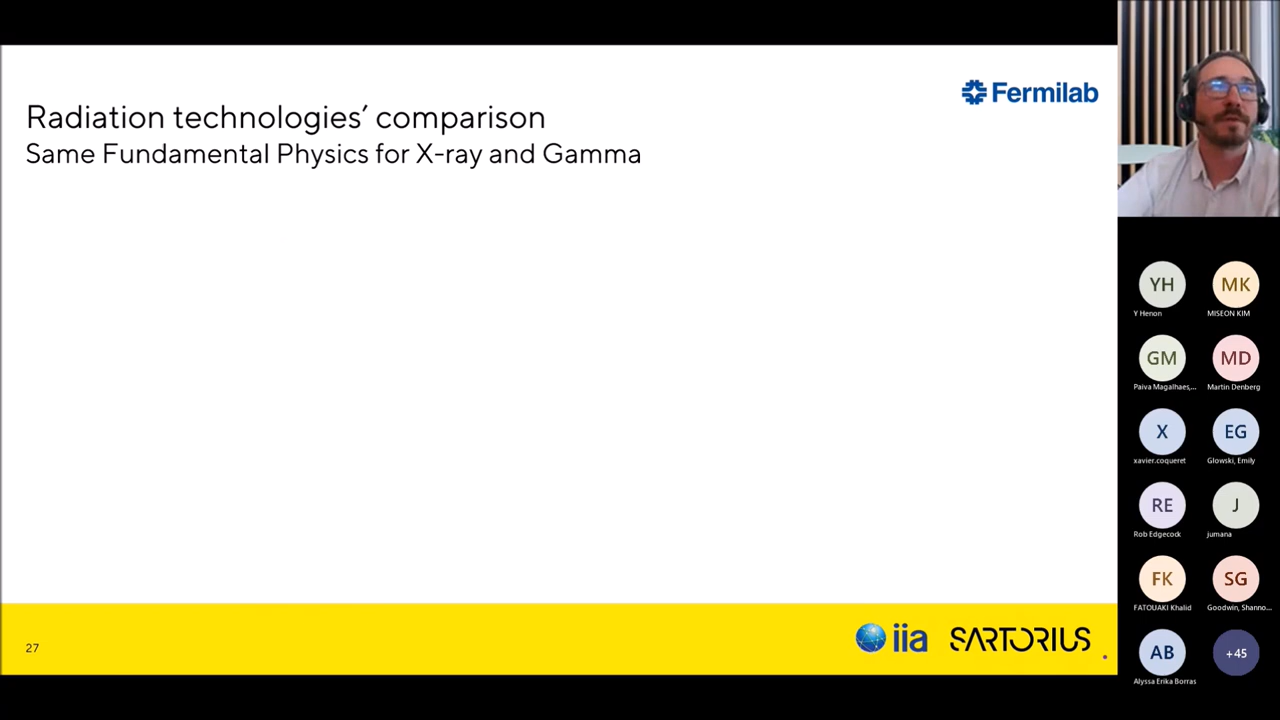 Fermilab
Radiation technologies’ comparison
Same Fundamental Physics for X-ray and Gamma
27
iia
SARTORIUS
YH
Y Henon
MK
MISEON KIM
GM
Paiva Magalhaes,...
MD
Martin Denberg
X
xavier.coqueret
EG
Glowski, Emily
RE
Rob Edgecock
J
jumana
FK
FATOUAKI Khalid
SG
Goodwin, Shanno...
AB
Alyssa Erika Borras
+45